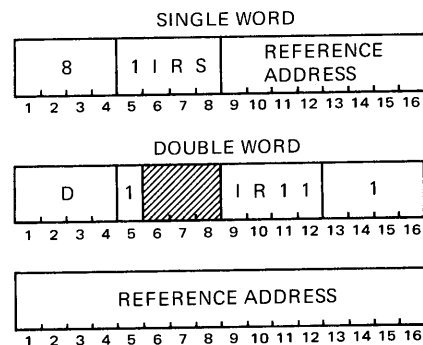 SINGLE WORD
8 1 I R S REFERENCE ADDRESS
1 2 3 4 5 6 7 8 9 10 11 12 13 14 15 16
DOUBLE WORD
D 1 I R 1 1 1
1 2 3 4 5 6 7 8 9 10 11 12 13 14 15 16
REFERENCE ADDRESS
1 2 3 4 5 6 7 8 9 10 11 12 13 14 15 16